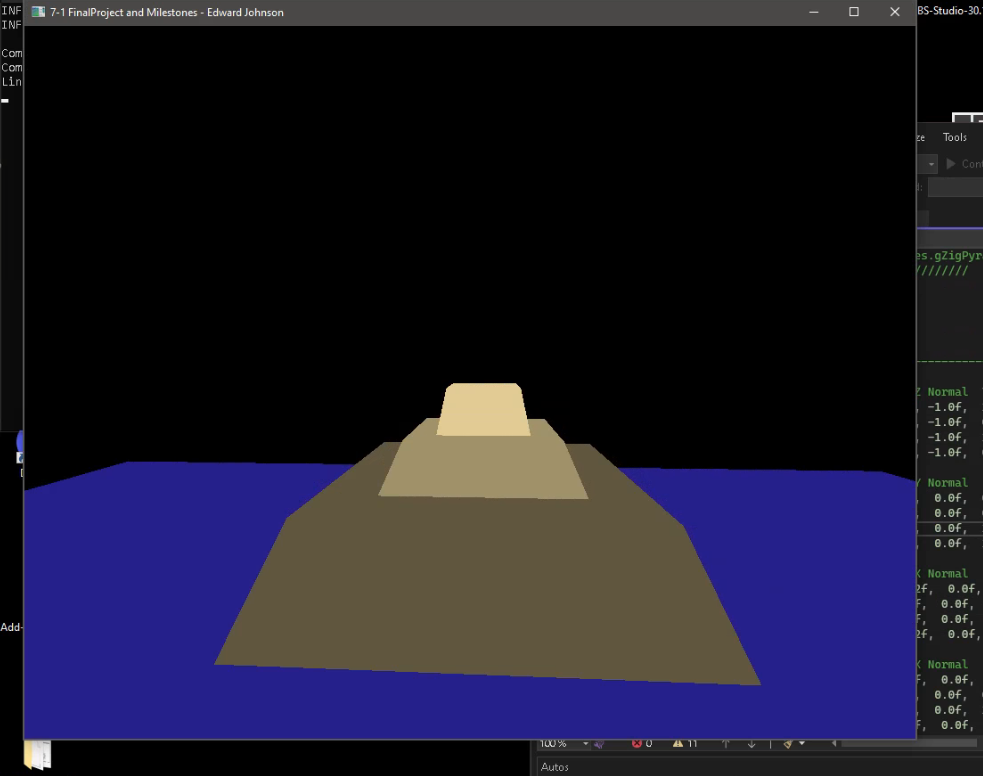 INF
7-1 FinalProject and Milestones - Edward Johnson
BS-Studio-30.
INF
Com
Com
Lin
ze Tools
Cont
es.gZigPyr
////////
Z Normal
-1.0f,
-1.0f,
-1.0f,
-1.0f,
Y Normal
0.0f,
0.0f,
0.0f,
0.0f,
X Normal
2f, 0.0f,
f, 0.0f,
f, 0.0f,
2f, 0.0f,
X Normal
f, 0.0f,
0.0f,
0.0f,
f, 0.0f,
Add-
100%
0
11
Autos